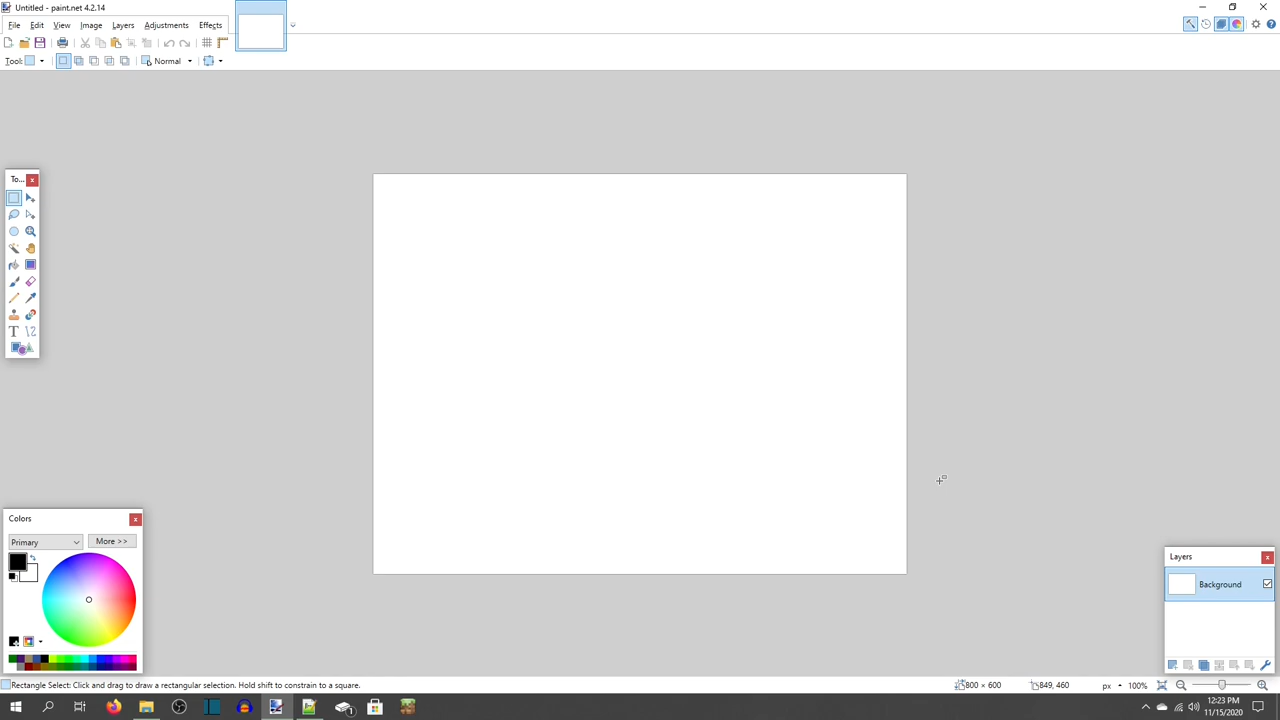 Untitled - paint.net 4.2.14
File Edit View Image Layers Adjustments Effects
Tool: Normal
To...
Colors
Primary More >>
Layers
Background
Rectangle Select: Click and drag to draw a rectangular selection. Hold shift to constrain to a square.
800 × 600 849, 460 px 100%
12:23 PM
11/15/2020